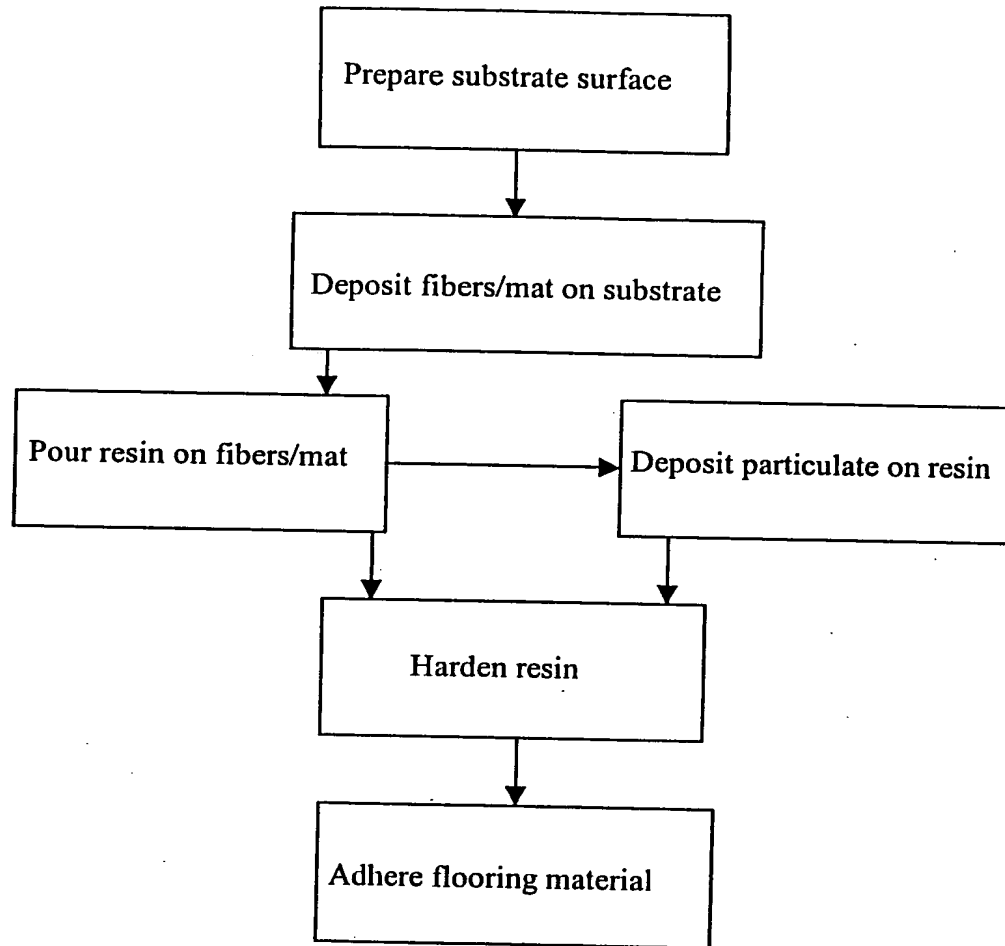 Prepare substrate surface
Deposit fibers/mat on substrate
Pour resin on fibers/mat
Deposit particulate on resin
Harden resin
Adhere flooring material